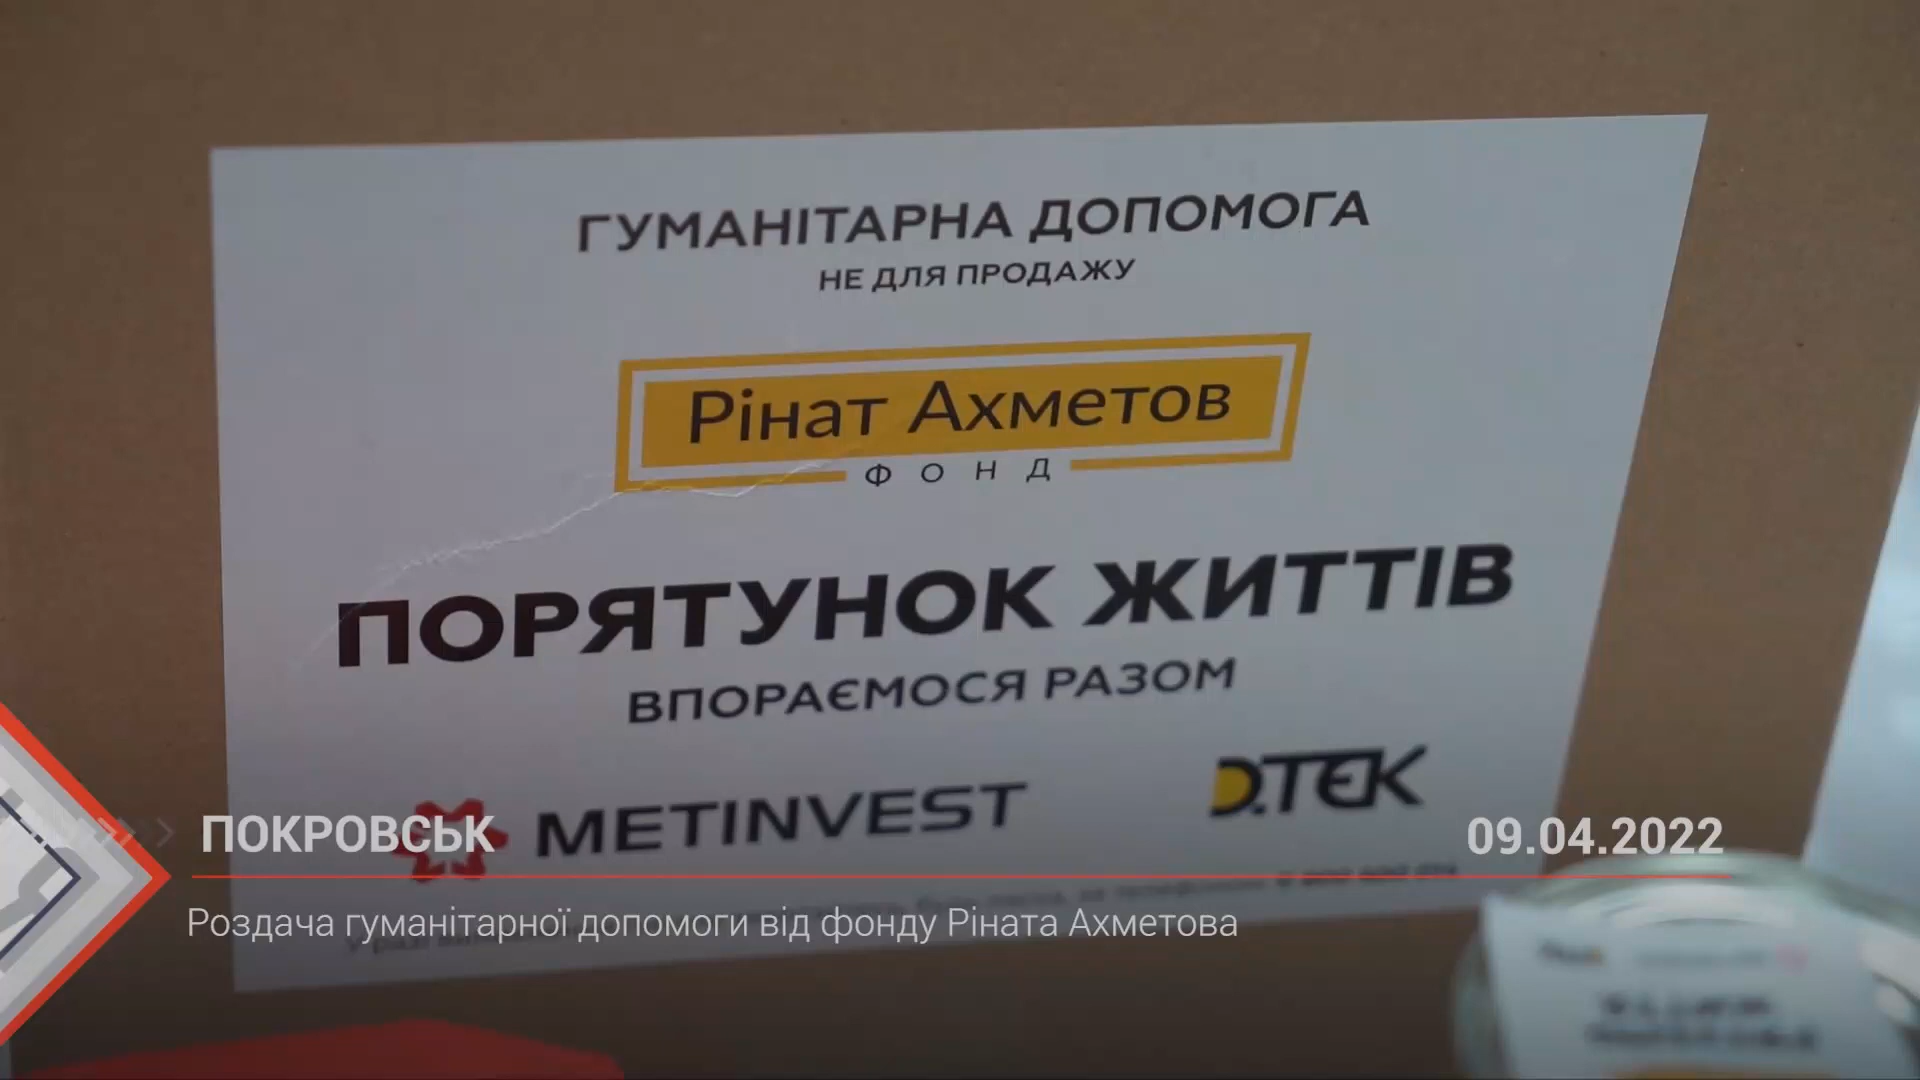 ГУМАНІТАРНА ДОПОМОГА
НЕ ДЛЯ ПРОДАЖУ
Рінат Ахметов
ФОНД
ПОРЯТУНОК ЖИТТІВ
ВПОРАЄМОСЯ РАЗОМ
METINVEST
D.TEK
ПОКРОВСЬК
09.04.2022
Роздача гуманітарної допомоги від фонду Ріната Ахметова